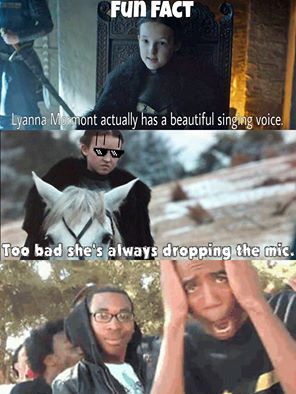 FUN FACT
Lyanna Mormont actually has a beautiful singing voice.
Too bad she's always dropping the mic.